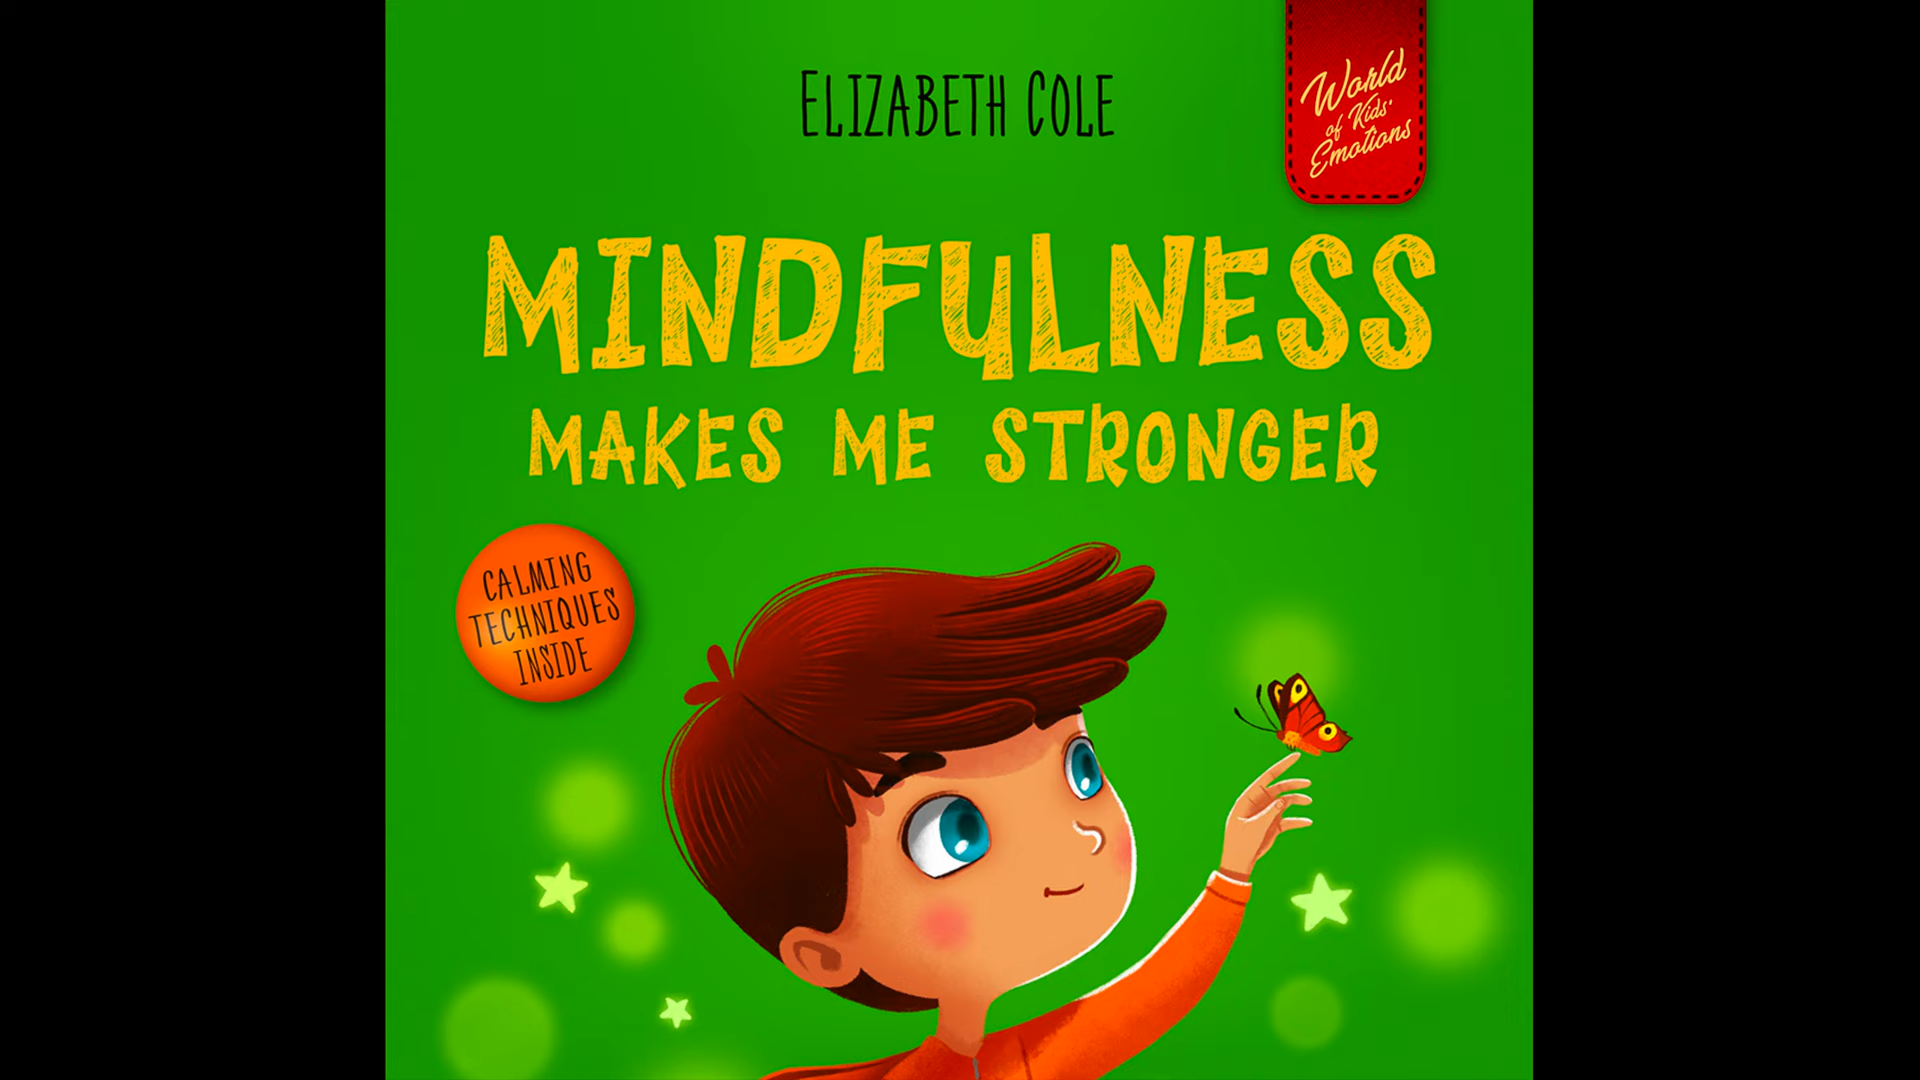 ELIZABETH COLE
World
of Kids'
Emotions
MINDFULNESS
MAKES ME STRONGER
CALMING
TECHNIQUES
INSIDE